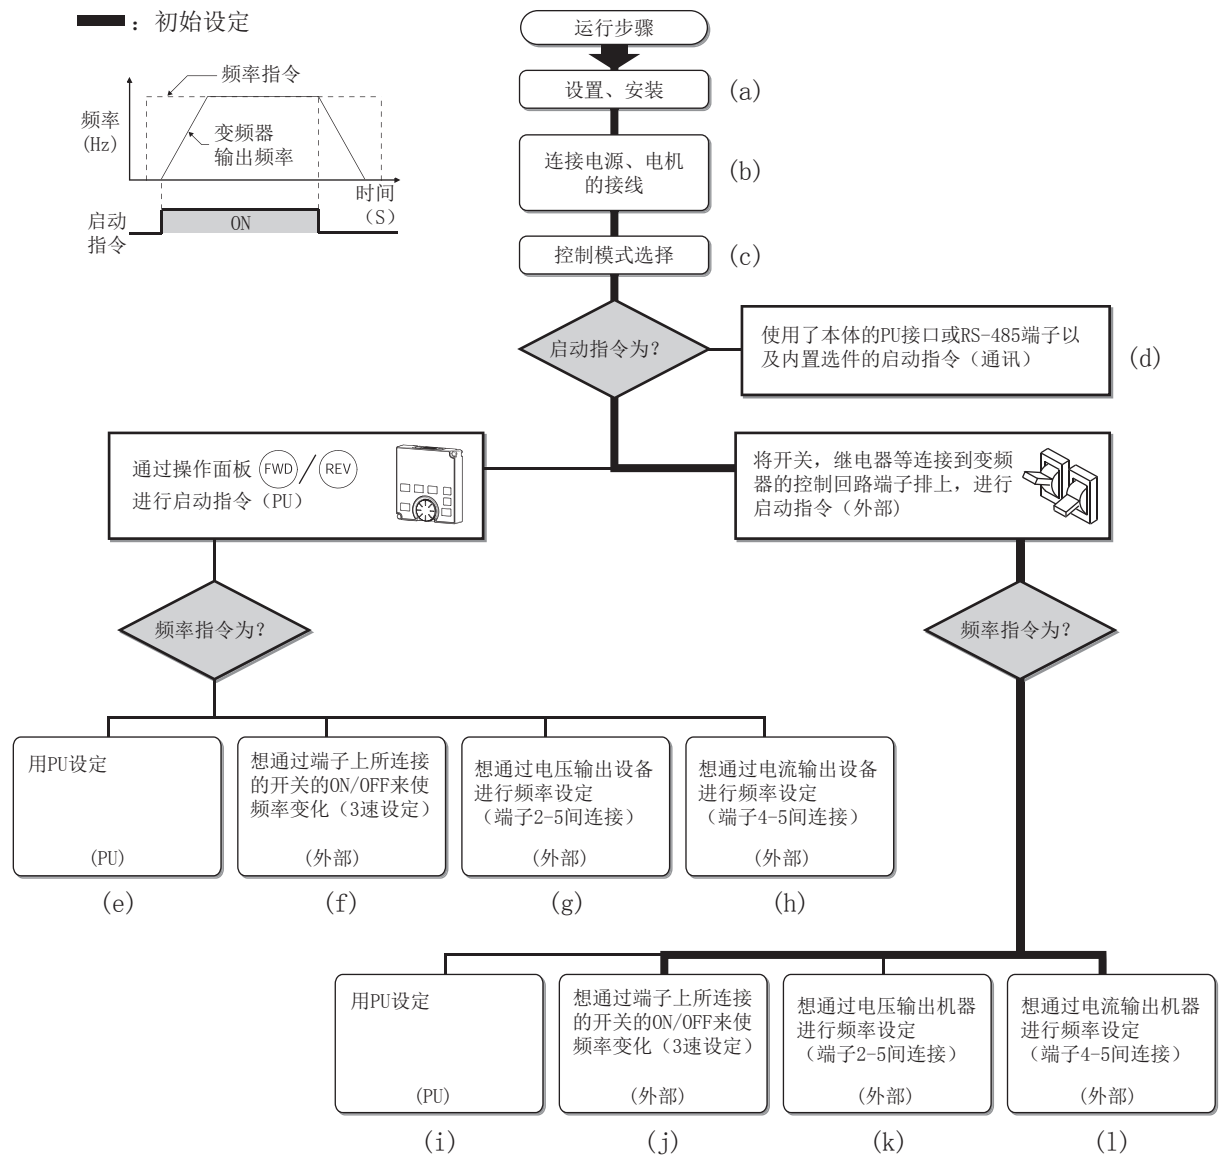 ：初始设定
频率指令
频率
(Hz)
变频器
输出频率
时间
（S）
启动
指令
ON
运行步骤
设置、安装
(a)
连接电源、电机
的接线
(b)
控制模式选择
(c)
启动指令为？
使用了本体的PU接口或RS-485端子以
及内置选件的启动指令（通讯）
(d)
通过操作面板 FWD / REV
进行启动指令（PU）
将开关，继电器等连接到变频
器的控制回路端子排上，进行
启动指令（外部）
频率指令为？
频率指令为？
用PU设定
(PU)
(e)
想通过端子上所连接
的开关的ON/OFF来使
频率变化（3速设定）
(外部)
(f)
想通过电压输出设备
进行频率设定
（端子2-5间连接）
(外部)
(g)
想通过电流输出设备
进行频率设定
（端子4-5间连接）
(外部)
(h)
用PU设定
(PU)
(i)
想通过端子上所连接
的开关的ON/OFF来使
频率变化（3速设定）
(外部)
(j)
想通过电压输出机器
进行频率设定
（端子2-5间连接）
(外部)
(k)
想通过电流输出机器
进行频率设定
（端子4-5间连接）
(外部)
(l)